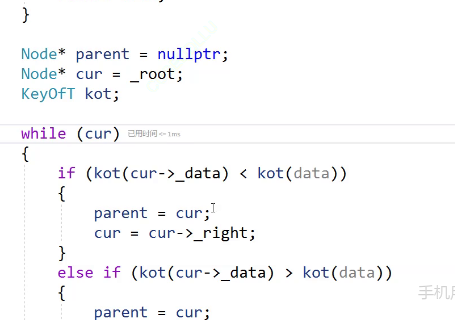 }
Node* parent = nullptr;
Node* cur = _root;
KeyOfT kot;
while (cur) 已用时间 <= 1ms
{
    if (kot(cur->_data) < kot(data))
    {
        parent = cur;
        cur = cur->_right;
    }
    else if (kot(cur->_data) > kot(data))
    {
        parent = cur;
手机